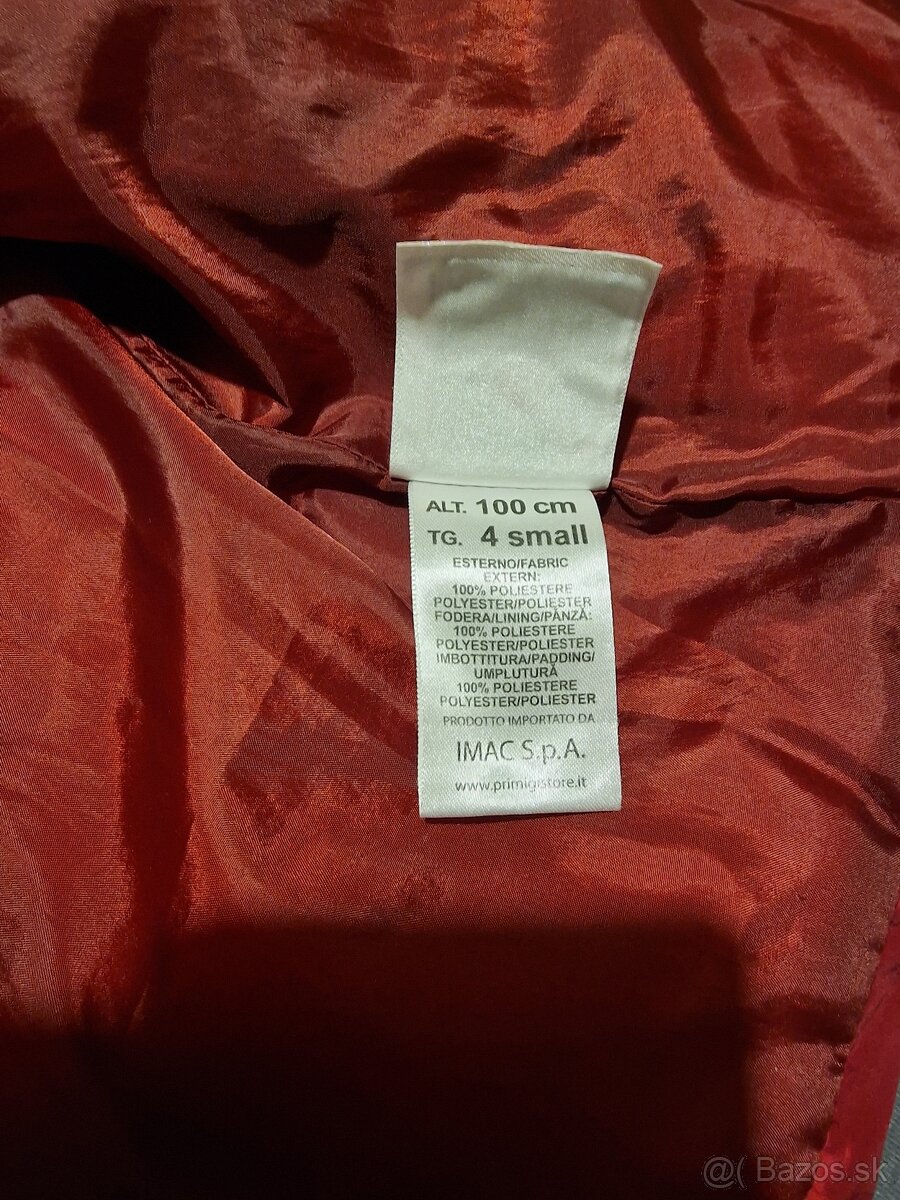 ALT. 100 cm
TG. 4 small
ESTERNO/FABRIC
EXTERN:
100% POLIESTERE
POLYESTER/POLIESTER
FODERA/LINING/PÂNZĂ:
100% POLIESTERE
POLYESTER/POLIESTER
IMBOTTITURA/PADDING/
UMPLUTURĂ
100% POLIESTERE
POLYESTER/POLIESTER
PRODOTTO IMPORTATO DA
IMAC S.p.A.
www.primigistore.it
@( Bazos.sk